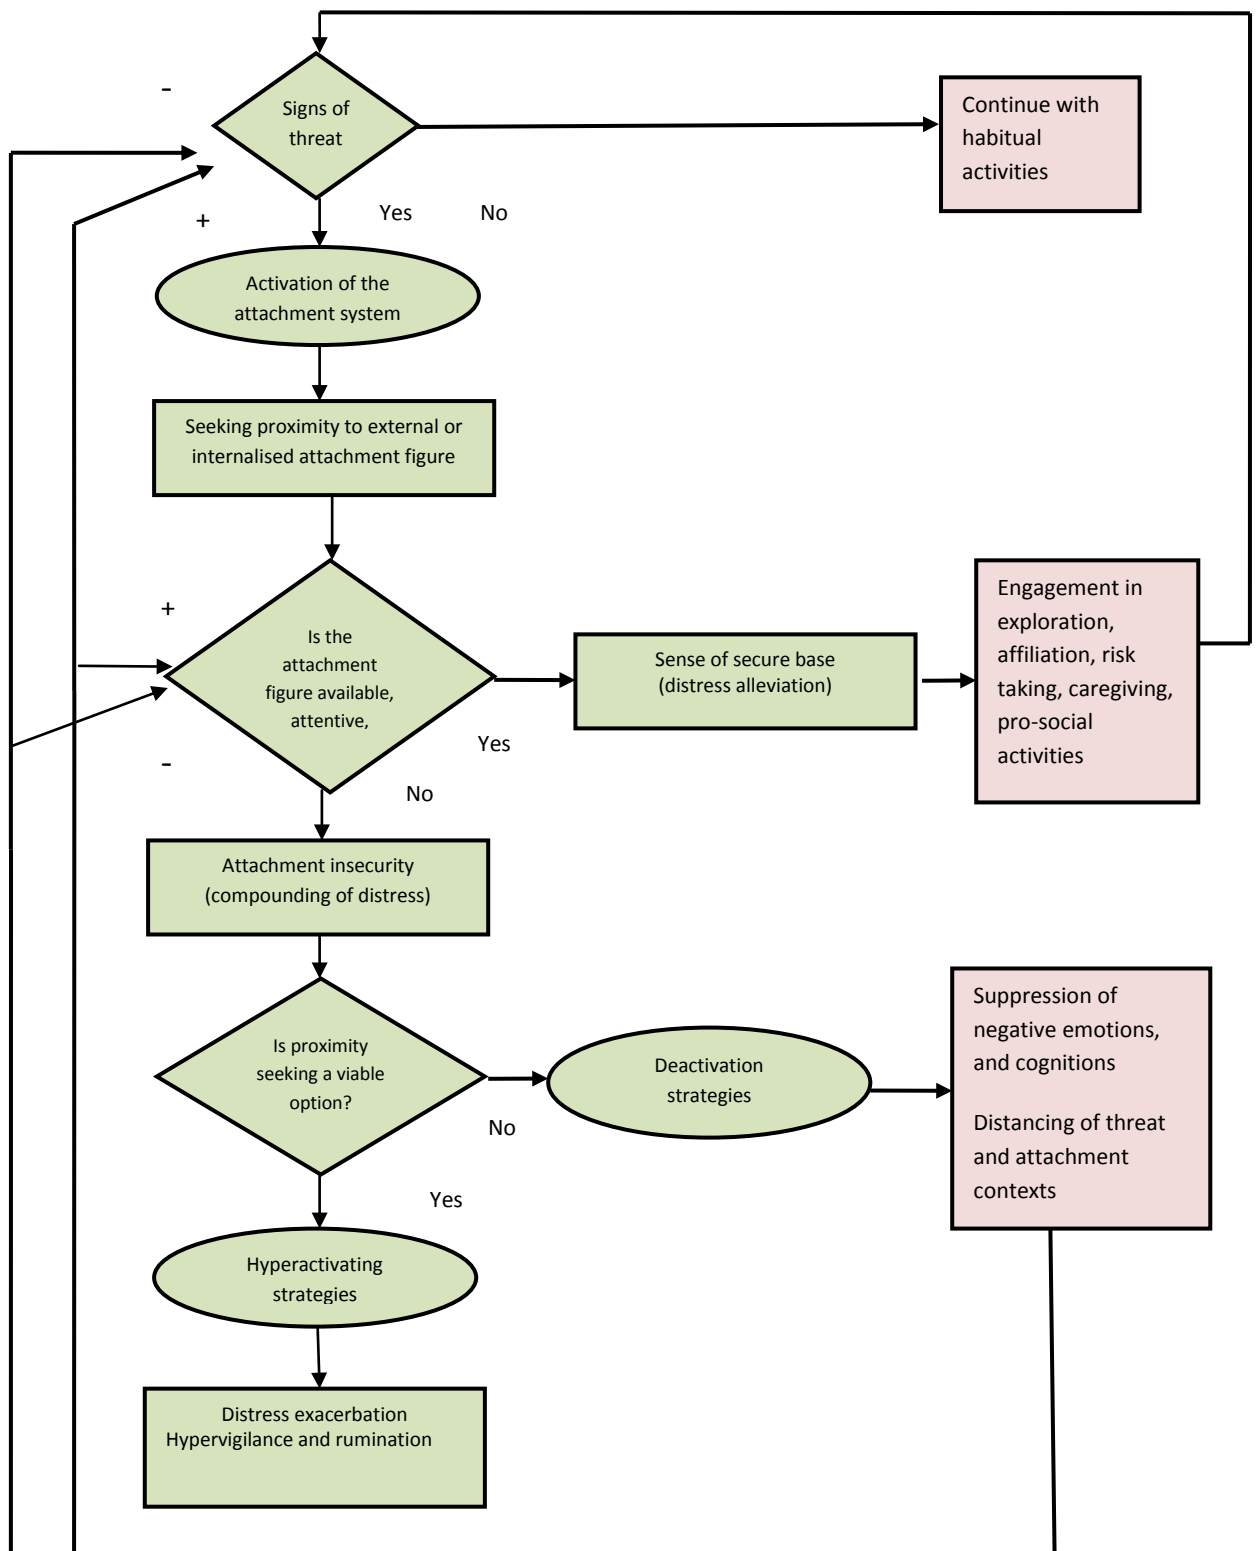 -
Signs of
threat
Continue with
habitual
activities
+
Yes
No
Activation of the
attachment system
Seeking proximity to external or
internalised attachment figure
+
Is the
attachment
figure available,
attentive,
Sense of secure base
(distress alleviation)
Engagement in
exploration,
affiliation, risk
taking, caregiving,
pro-social
activities
Yes
-
No
Attachment insecurity
(compounding of distress)
Is proximity
seeking a viable
option?
Deactivation
strategies
Suppression of
negative emotions,
and cognitions
Distancing of threat
and attachment
contexts
No
Yes
Hyperactivating
strategies
Distress exacerbation
Hypervigilance and rumination